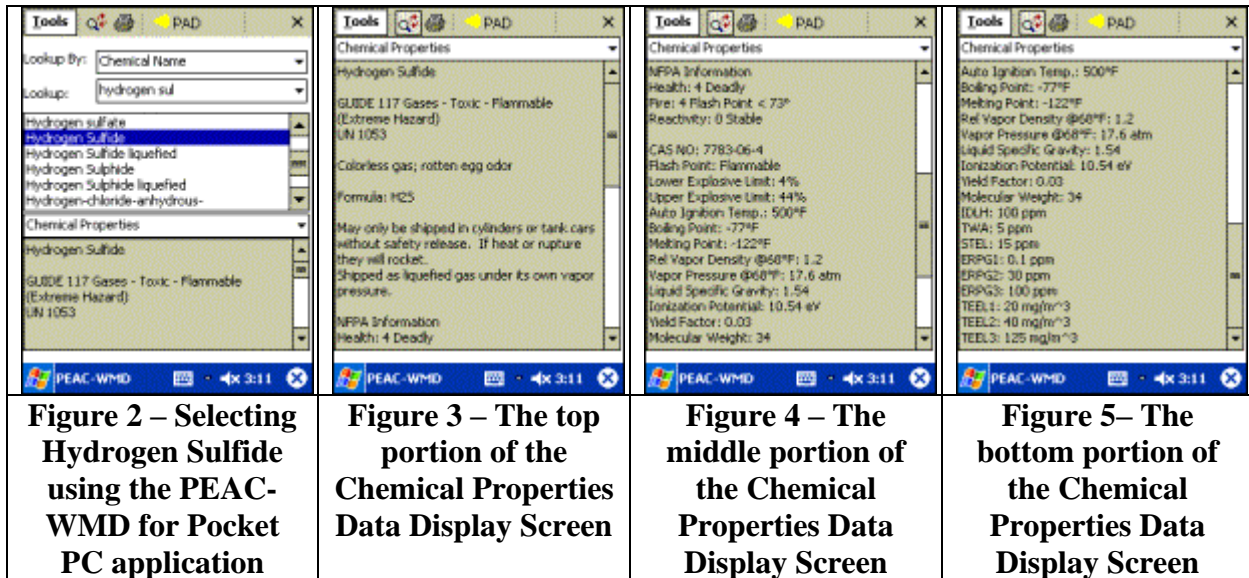 Tools PAD ×
Lookup By: Chemical Name
Lookup: hydrogen sul
Hydrogen sulfate
Hydrogen Sulfide
Hydrogen Sulfide liquefied
Hydrogen Sulphide
Hydrogen Sulphide liquefied
Hydrogen-chloride-anhydrous-
Chemical Properties
Hydrogen Sulfide
GUIDE 117 Gases - Toxic - Flammable
(Extreme Hazard)
UN 1053
PEAC-WMD 3:11
Figure 2 – Selecting
Hydrogen Sulfide
using the PEAC-
WMD for Pocket
PC application
Tools PAD ×
Chemical Properties
Hydrogen Sulfide
GUIDE 117 Gases - Toxic - Flammable
(Extreme Hazard)
UN 1053
Colorless gas; rotten egg odor
Formula: H2S
May only be shipped in cylinders or tank cars
without safety release. If heat or rupture
they will rocket.
Shipped as liquefied gas under its own vapor
pressure.
NFPA Information
Health: 4 Deadly
PEAC-WMD 3:11
Figure 3 – The top
portion of the
Chemical Properties
Data Display Screen
Tools PAD ×
Chemical Properties
NFPA Information
Health: 4 Deadly
Fire: 4 Flash Point < 73°
Reactivity: 0 Stable
CAS NO: 7783-06-4
Flash Point: Flammable
Lower Explosive Limit: 4%
Upper Explosive Limit: 44%
Auto Ignition Temp.: 500°F
Boiling Point: -77°F
Melting Point: -122°F
Rel Vapor Density @68°F: 1.2
Vapor Pressure @68°F: 17.6 atm
Liquid Specific Gravity: 1.54
Ionization Potential: 10.54 eV
Yield Factor: 0.03
Molecular Weight: 34
PEAC-WMD 3:11
Figure 4 – The
middle portion of
the Chemical
Properties Data
Display Screen
Tools PAD ×
Chemical Properties
Auto Ignition Temp.: 500°F
Boiling Point: -77°F
Melting Point: -122°F
Rel Vapor Density @68°F: 1.2
Vapor Pressure @68°F: 17.6 atm
Liquid Specific Gravity: 1.54
Ionization Potential: 10.54 eV
Yield Factor: 0.03
Molecular Weight: 34
IDLH: 100 ppm
TWA: 5 ppm
STEL: 15 ppm
ERPG1: 0.1 ppm
ERPG2: 30 ppm
ERPG3: 100 ppm
TEEL1: 20 mg/m^3
TEEL2: 40 mg/m^3
TEEL3: 125 mg/m^3
PEAC-WMD 3:11
Figure 5– The
bottom portion of
the Chemical
Properties Data
Display Screen